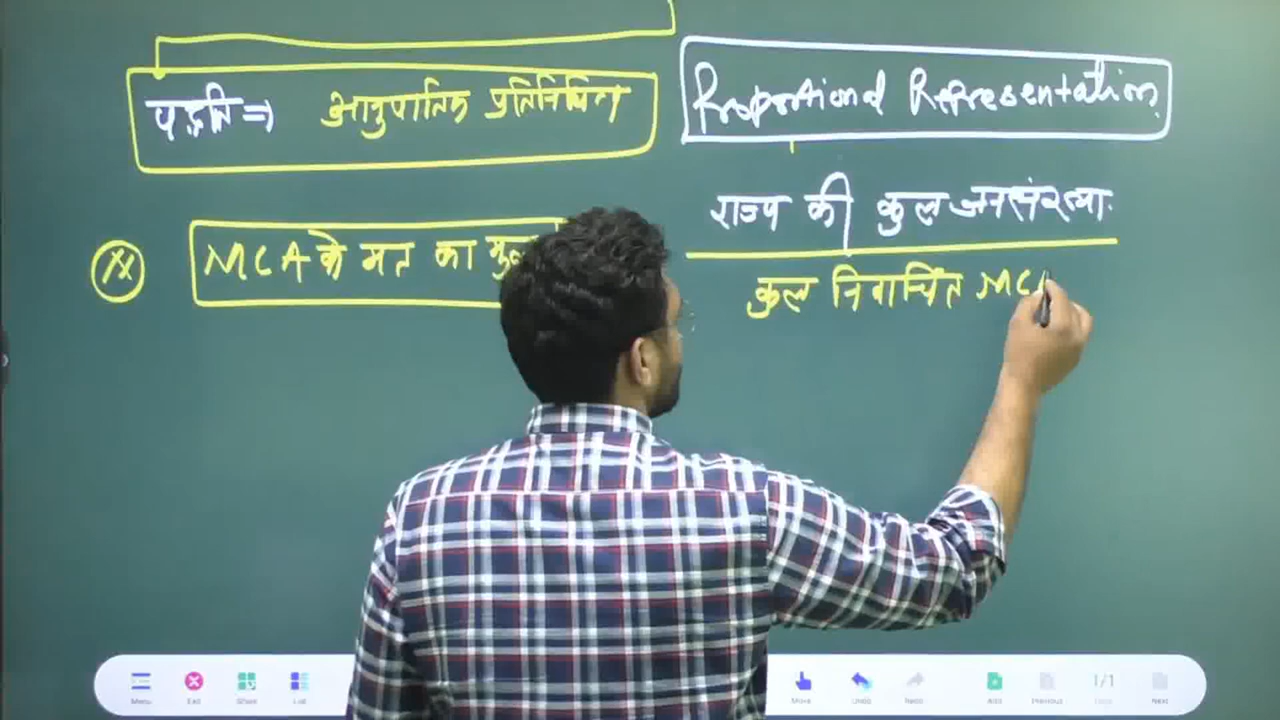 पद्धति ⇒ आनुपातिक प्रतिनिधित्व
Proportional Representation
MLA के मत का मूल
राज्य की कुल जनसंख्या
कुल निर्वाचित ML
Menu
Exit
Share
List
Move
Undo
Redo
Add
Previous
1/1
Next